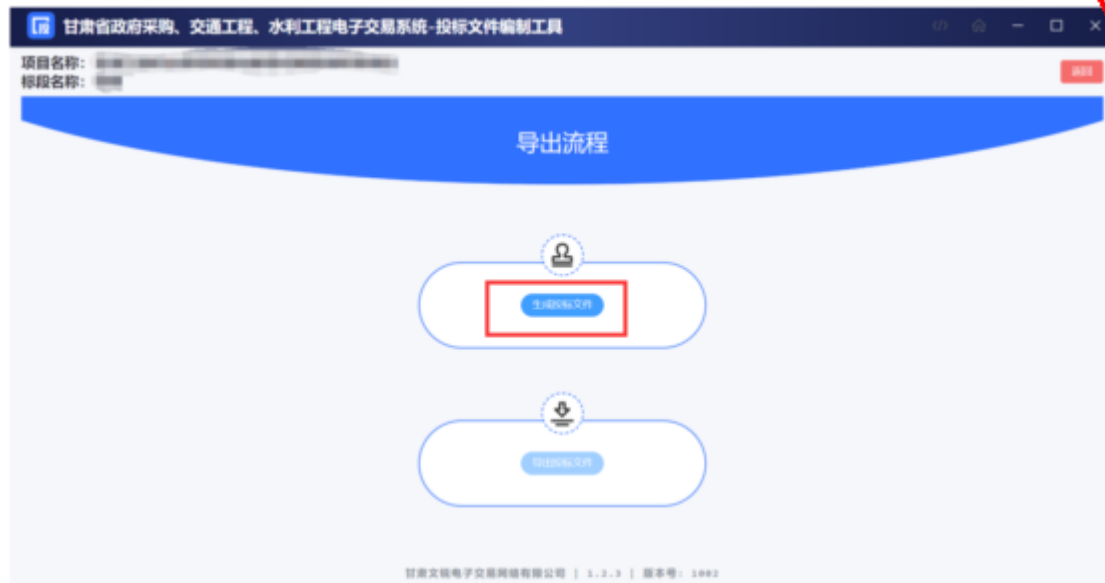 甘肃省政府采购、交通工程、水利工程电子交易系统-投标文件编制工具
项目名称：
标段名称：
返回
导出流程
生成投标文件
导出投标文件
甘肃文锐电子交易网络有限公司 | 1.2.3 | 版本号: 1002